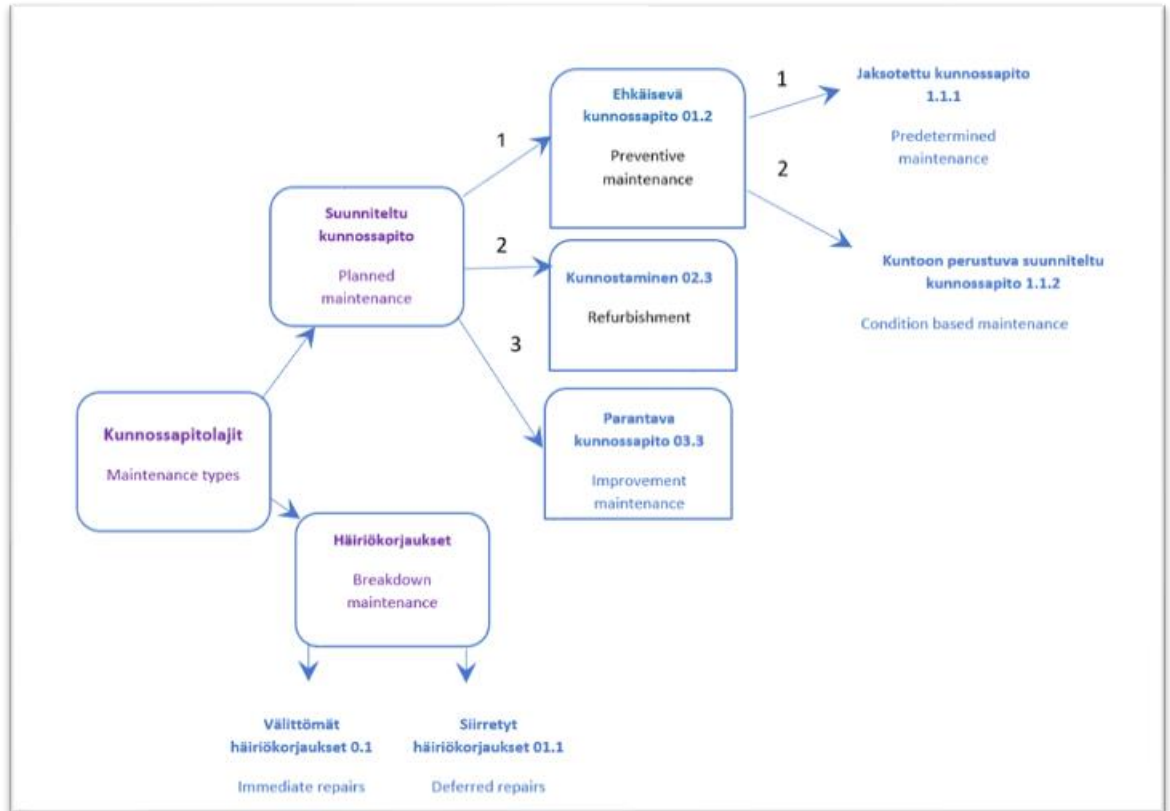 Kunnossapitolajit
Maintenance types
Suunniteltu
kunnossapito
Planned
maintenance
1
Ehkäisevä
kunnossapito 01.2
Preventive
maintenance
1
Jaksotettu kunnossapito
1.1.1
Predetermined
maintenance
2
Kuntoon perustuva suunniteltu
kunnossapito 1.1.2
Condition based maintenance
2
Kunnostaminen 02.3
Refurbishment
3
Parantava
kunnossapito 03.3
Improvement
maintenance
Häiriökorjaukset
Breakdown
maintenance
Välittömät
häiriökorjaukset 0.1
Immediate repairs
Siirretyt
häiriökorjaukset 01.1
Deferred repairs